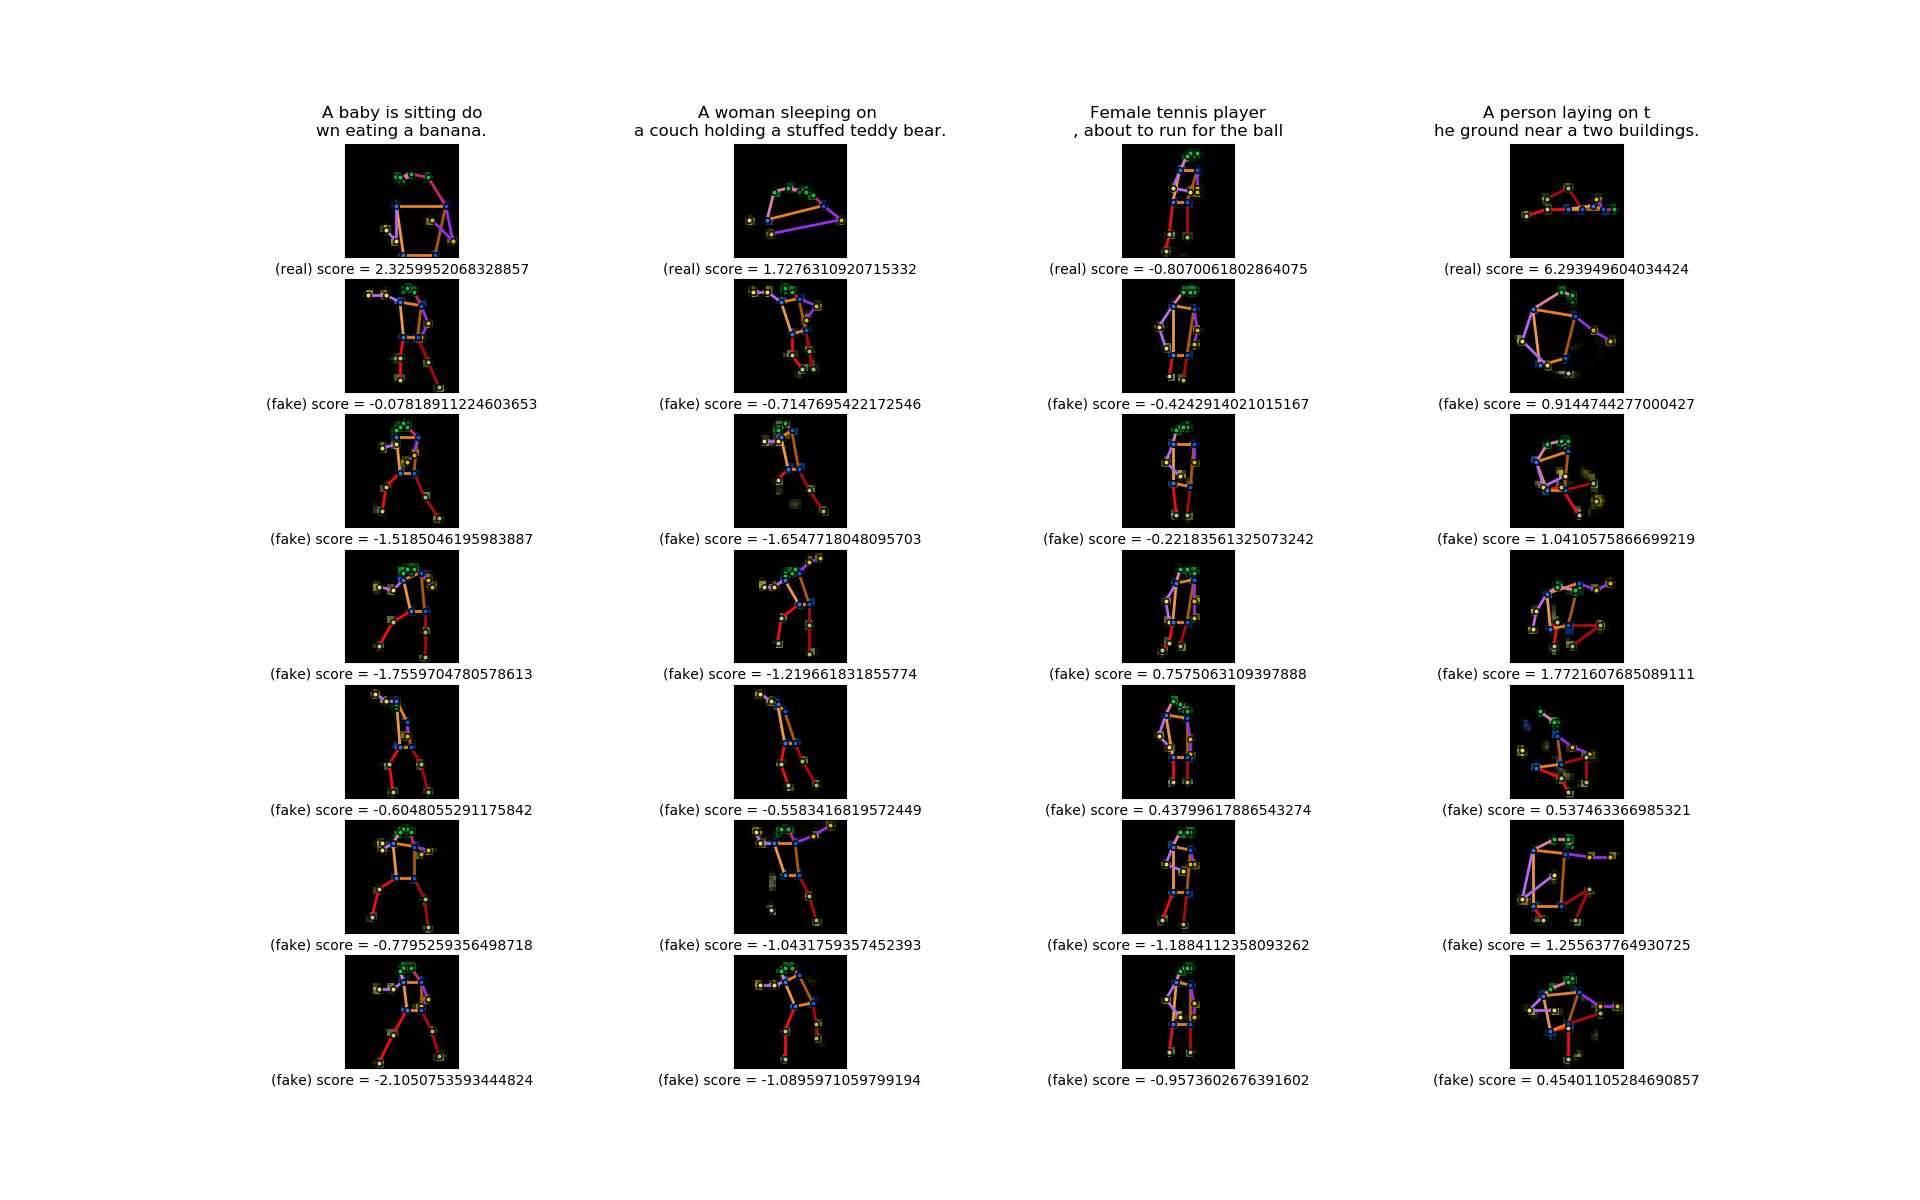 A baby is sitting do
wn eating a banana.
A woman sleeping on
a couch holding a stuffed teddy bear.
Female tennis player
, about to run for the ball
A person laying on t
he ground near a two buildings.
(real) score = 2.3259952068328857
(real) score = 1.7276310920715332
(real) score = -0.8070061802864075
(real) score = 6.293949604034424
(fake) score = -0.07818911224603653
(fake) score = -0.7147695422172546
(fake) score = -0.4242914021015167
(fake) score = 0.9144744277000427
(fake) score = -1.5185046195983887
(fake) score = -1.6547718048095703
(fake) score = -0.22183561325073242
(fake) score = 1.0410575866699219
(fake) score = -1.7559704780578613
(fake) score = -1.219661831855774
(fake) score = 0.7575063109397888
(fake) score = 1.7721607685089111
(fake) score = -0.6048055291175842
(fake) score = -0.5583416819572449
(fake) score = 0.43799617886543274
(fake) score = 0.537463366985321
(fake) score = -0.7795259356498718
(fake) score = -1.0431759357452393
(fake) score = -1.1884112358093262
(fake) score = 1.255637764930725
(fake) score = -2.1050753593444824
(fake) score = -1.0895971059799194
(fake) score = -0.9573602676391602
(fake) score = 0.45401105284690857